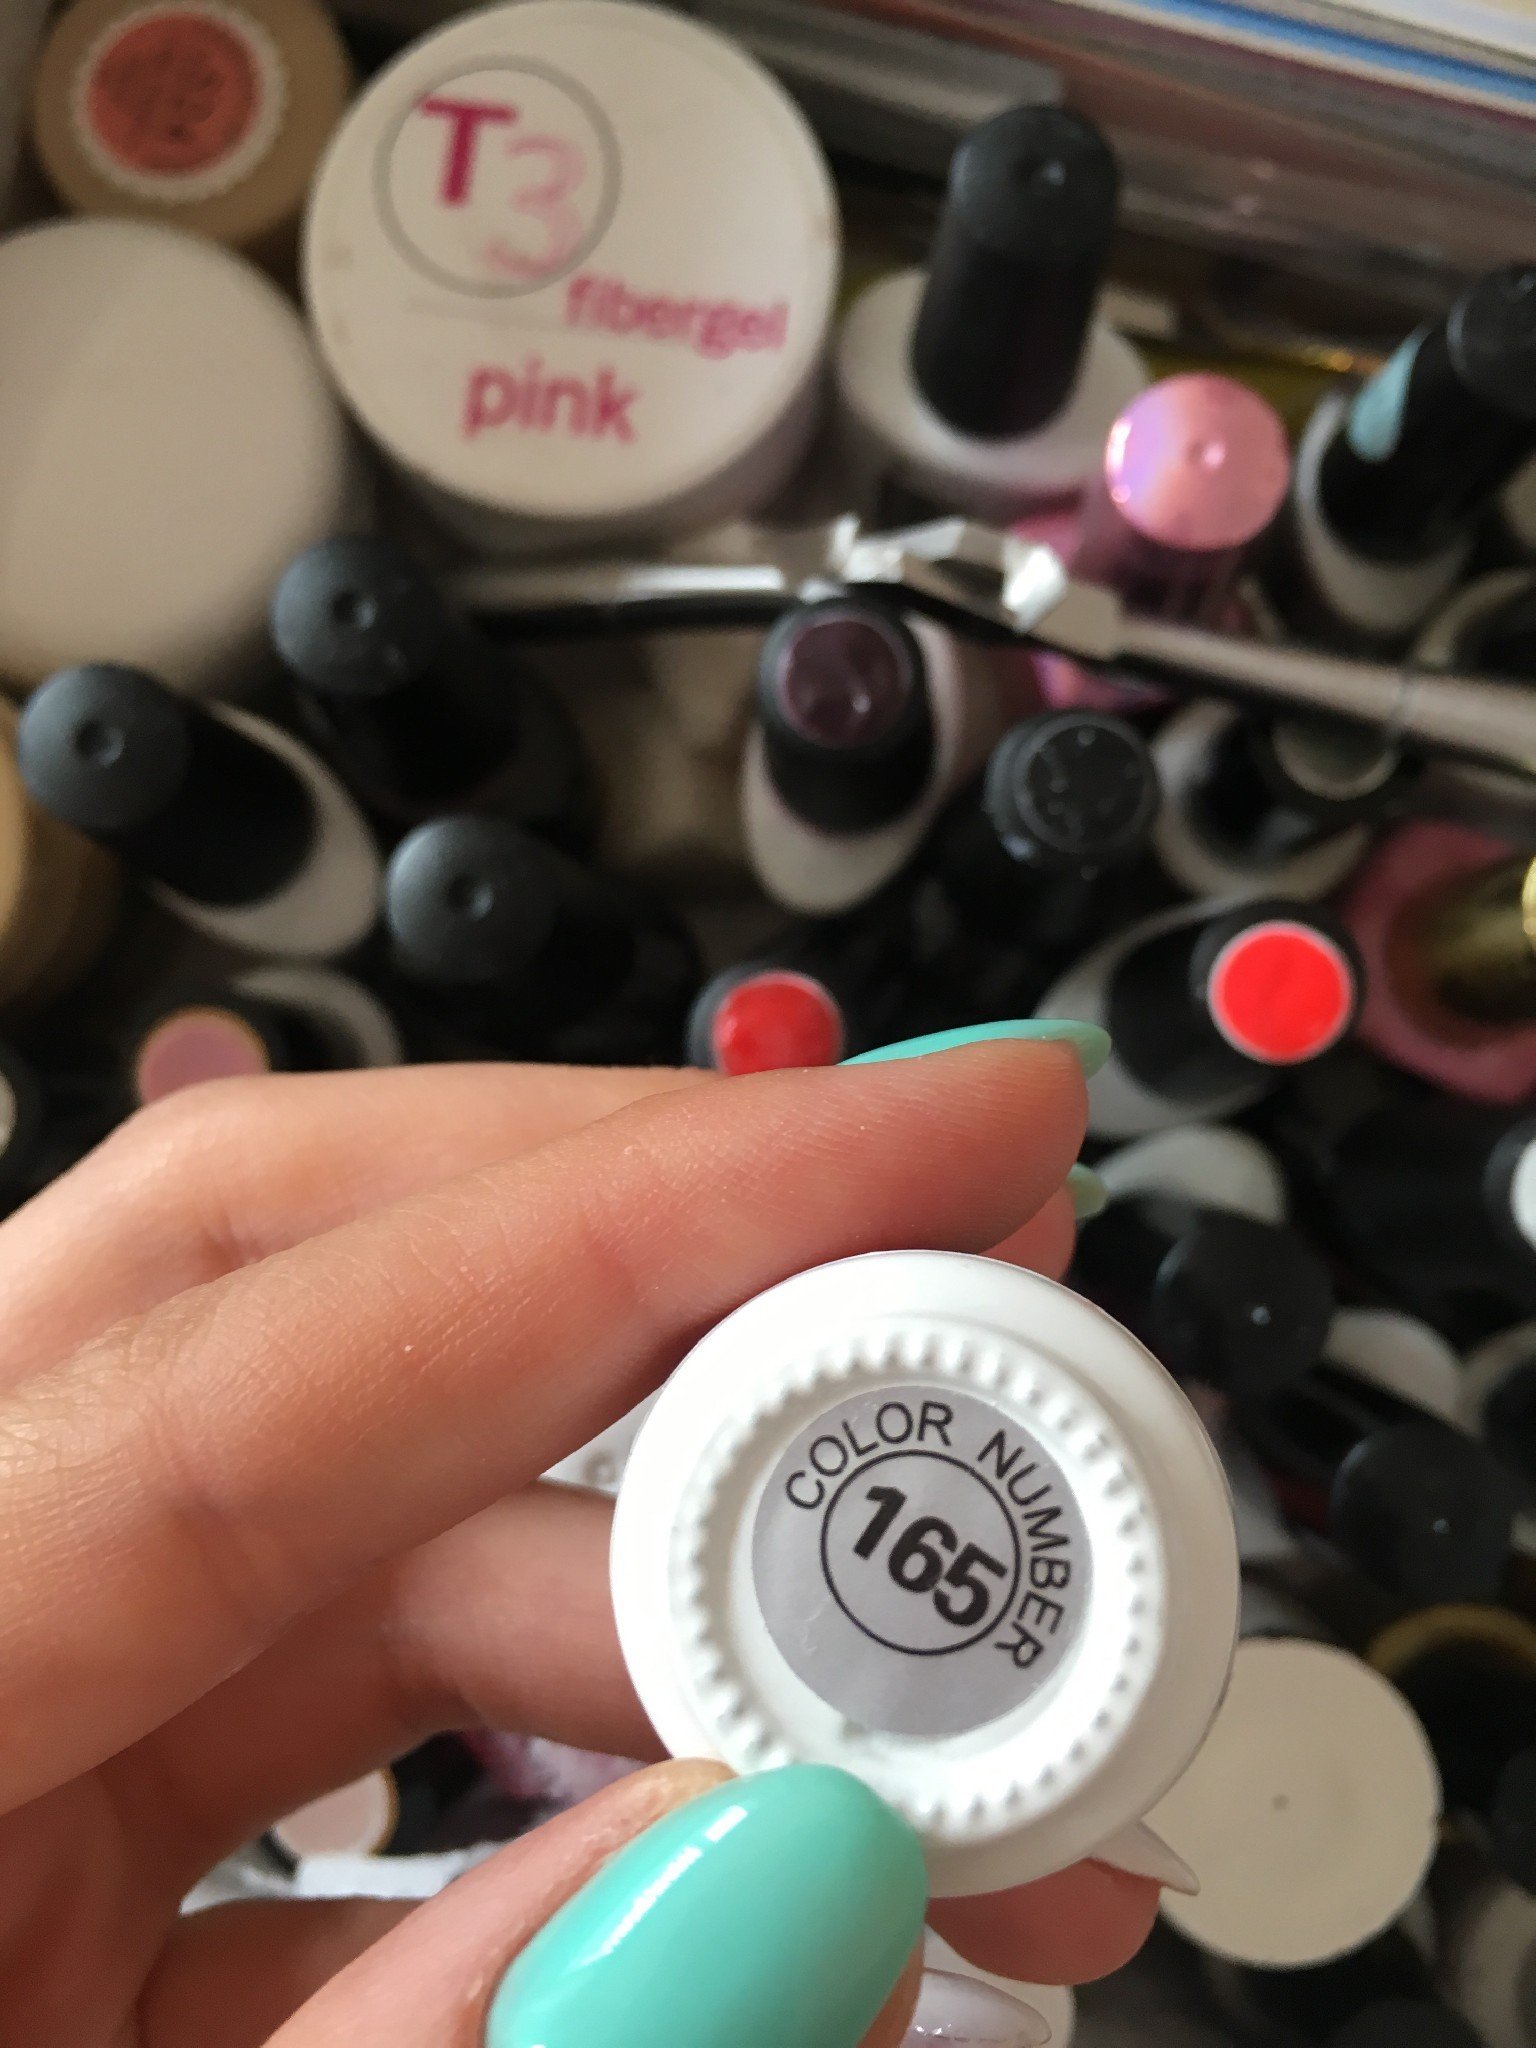 T3
fibergel
pink
COLOR NUMBER
165